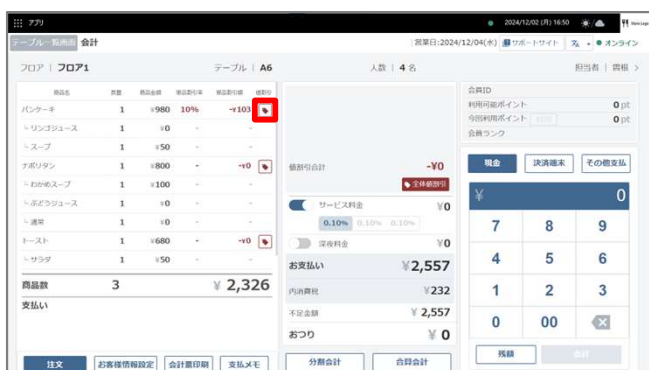 アプリ
2024/12/02 (月) 16:50
テーブル一覧画面 会計
営業日:2024/12/04(水) サポートサイト オンライン
フロア | フロア1 テーブル | A6 人数 | 4 名 担当者 |
商品名 数量 商品金額 商品割引率 商品割引額 値割引
パンケーキ 1 ¥980 10% -¥103
└ リンゴジュース 1 ¥0 - -
└ スープ 1 ¥50 - -
ナポリタン 1 ¥800 - -¥0
└ わかめスープ 1 ¥100 - -
└ ぶどうジュース 1 ¥0 - -
└ 通常 1 ¥0 - -
トースト 1 ¥680 - -¥0
└ サラダ 1 ¥50 - -
商品数 3 ¥ 2,326
支払い
注文 お客様情報設定 会計票印刷 支払メモ
値割引合計 -¥0
全体値割引
サービス料金 ¥0
0.10% 0.10% 0.10%
深夜料金 ¥0
お支払い ¥2,557
内消費税 ¥232
不足金額 ¥ 2,557
おつり ¥ 0
分割会計 合算会計
会員ID
利用可能ポイント 0 pt
今回利用ポイント 0 pt
会員ランク
現金 決済端末 その他支払
¥ 0
7 8 9
4 5 6
1 2 3
0 00
残額 会計